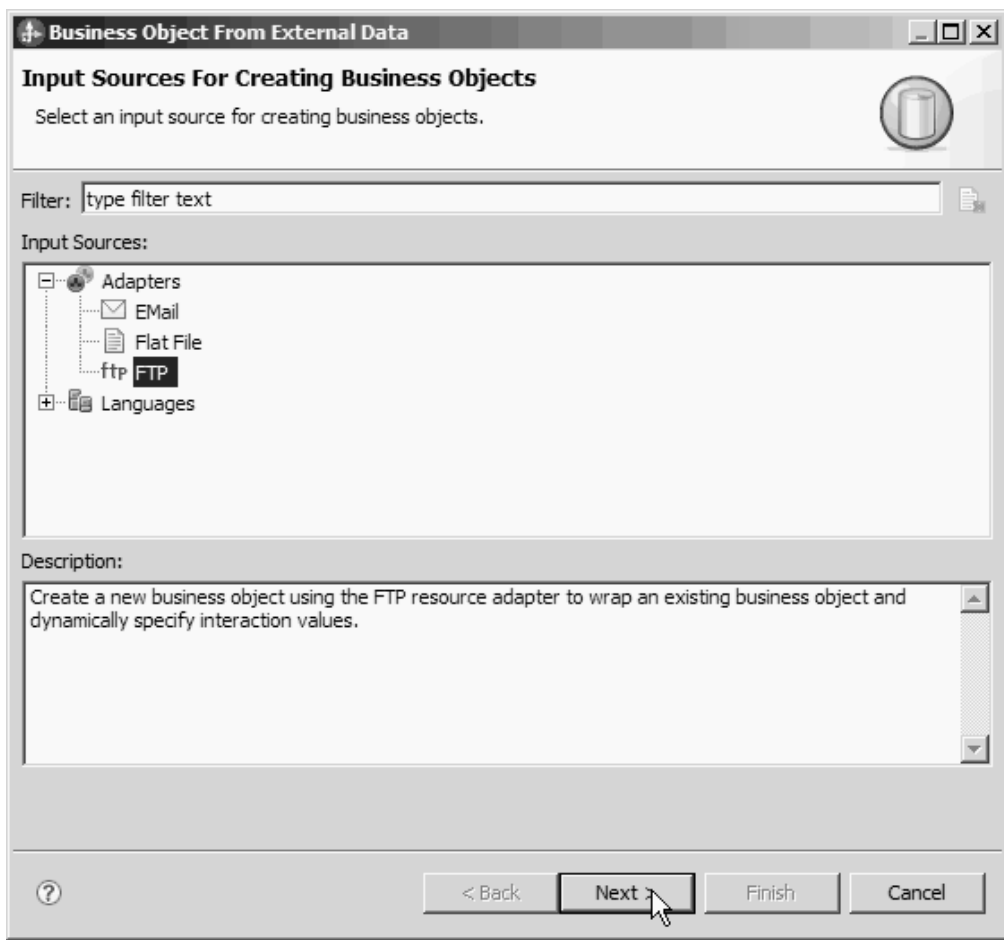 Business Object From External Data
Input Sources For Creating Business Objects
Select an input source for creating business objects.
Filter: type filter text
Input Sources:
Adapters
EMail
Flat File
ftp FTP
Languages
Description:
Create a new business object using the FTP resource adapter to wrap an existing business object and
dynamically specify interaction values.
? < Back Next > Finish Cancel